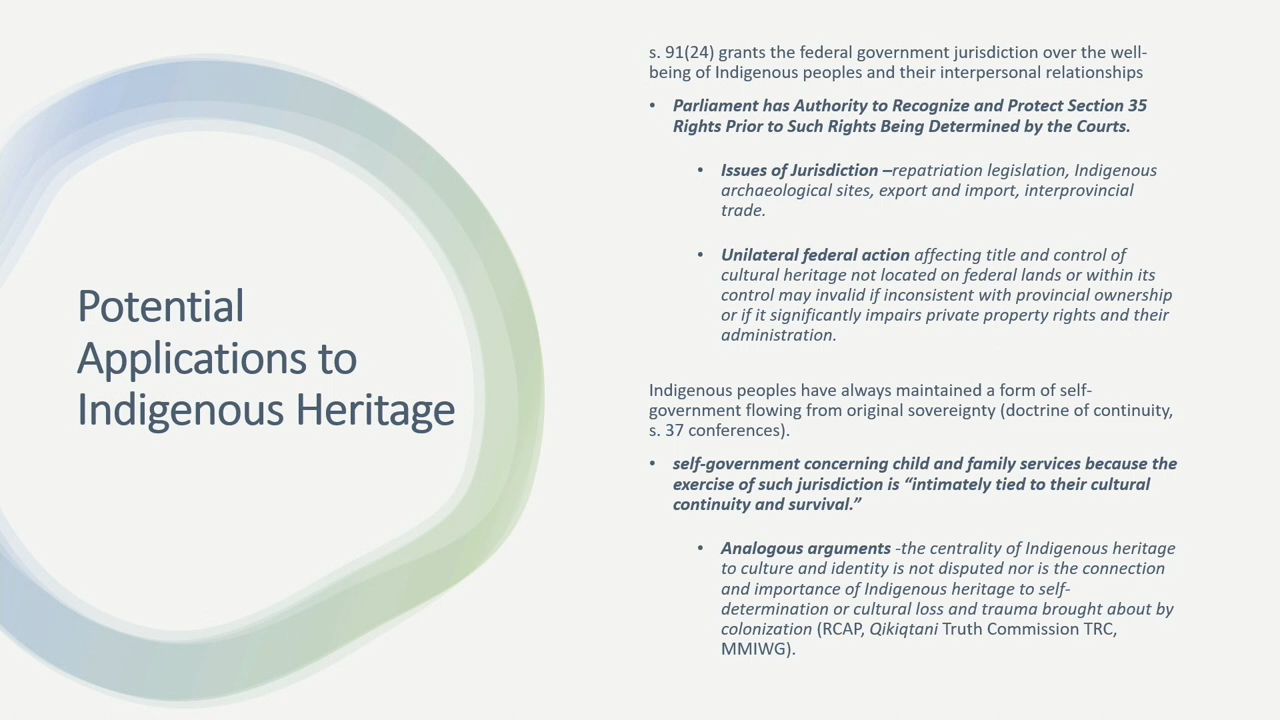 Potential
Applications to
Indigenous Heritage
s. 91(24) grants the federal government jurisdiction over the well-
being of Indigenous peoples and their interpersonal relationships
• Parliament has Authority to Recognize and Protect Section 35
Rights Prior to Such Rights Being Determined by the Courts.
• Issues of Jurisdiction –repatriation legislation, Indigenous
archaeological sites, export and import, interprovincial
trade.
• Unilateral federal action affecting title and control of
cultural heritage not located on federal lands or within its
control may invalid if inconsistent with provincial ownership
or if it significantly impairs private property rights and their
administration.
Indigenous peoples have always maintained a form of self-
government flowing from original sovereignty (doctrine of continuity,
s. 37 conferences).
• self-government concerning child and family services because the
exercise of such jurisdiction is “intimately tied to their cultural
continuity and survival.”
• Analogous arguments -the centrality of Indigenous heritage
to culture and identity is not disputed nor is the connection
and importance of Indigenous heritage to self-
determination or cultural loss and trauma brought about by
colonization (RCAP, Qikiqtani Truth Commission TRC,
MMIWG).